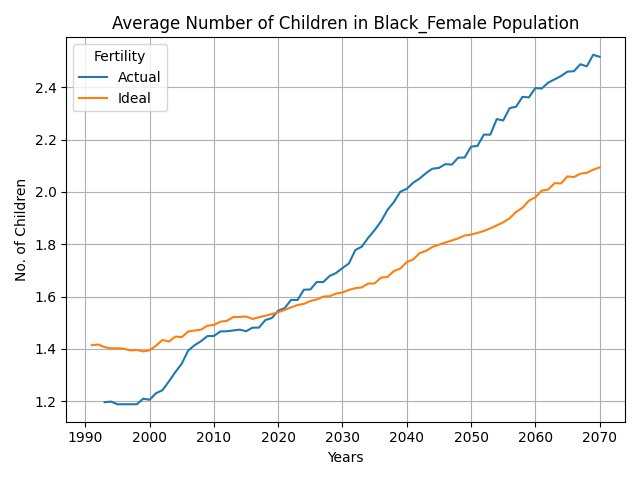 Average Number of Children in Black_Female Population
Fertility
Actual
Ideal
No. of Children
2.4
2.2
2.0
1.8
1.6
1.4
1.2
1990 2000 2010 2020 2030 2040 2050 2060 2070
Years